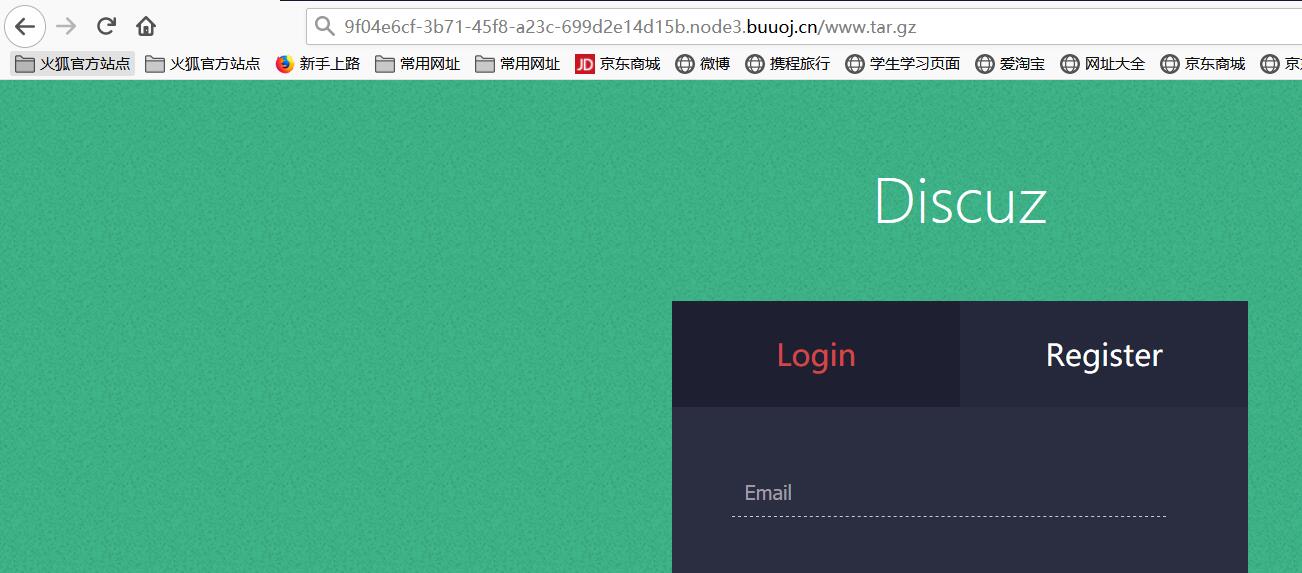 9f04e6cf-3b71-45f8-a23c-699d2e14d15b.node3.buuoj.cn/www.tar.gz
火狐官方站点 火狐官方站点 新手上路 常用网址 常用网址 JD 京东商城 微博 携程旅行 学生学习页面 爱淘宝 网址大全 京东商城
Discuz
Login Register
Email